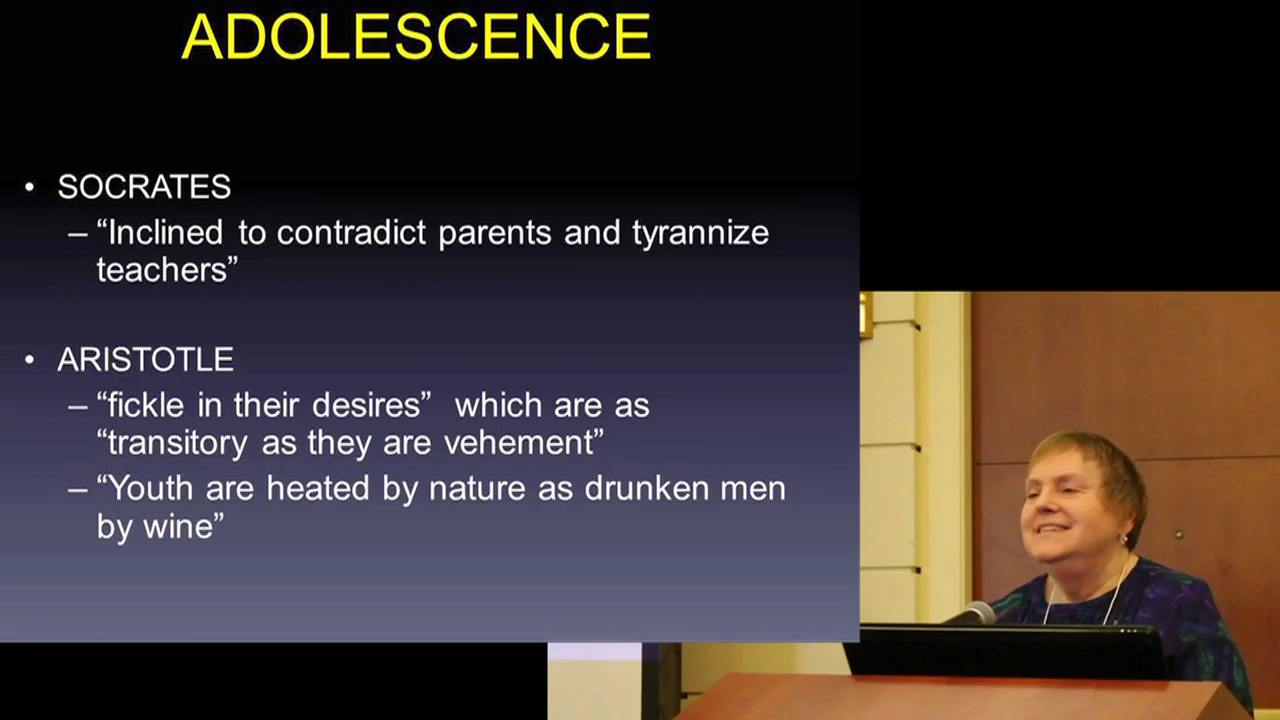 ADOLESCENCE
• SOCRATES
– “Inclined to contradict parents and tyrannize
teachers”
• ARISTOTLE
– “fickle in their desires” which are as
“transitory as they are vehement”
– “Youth are heated by nature as drunken men
by wine”